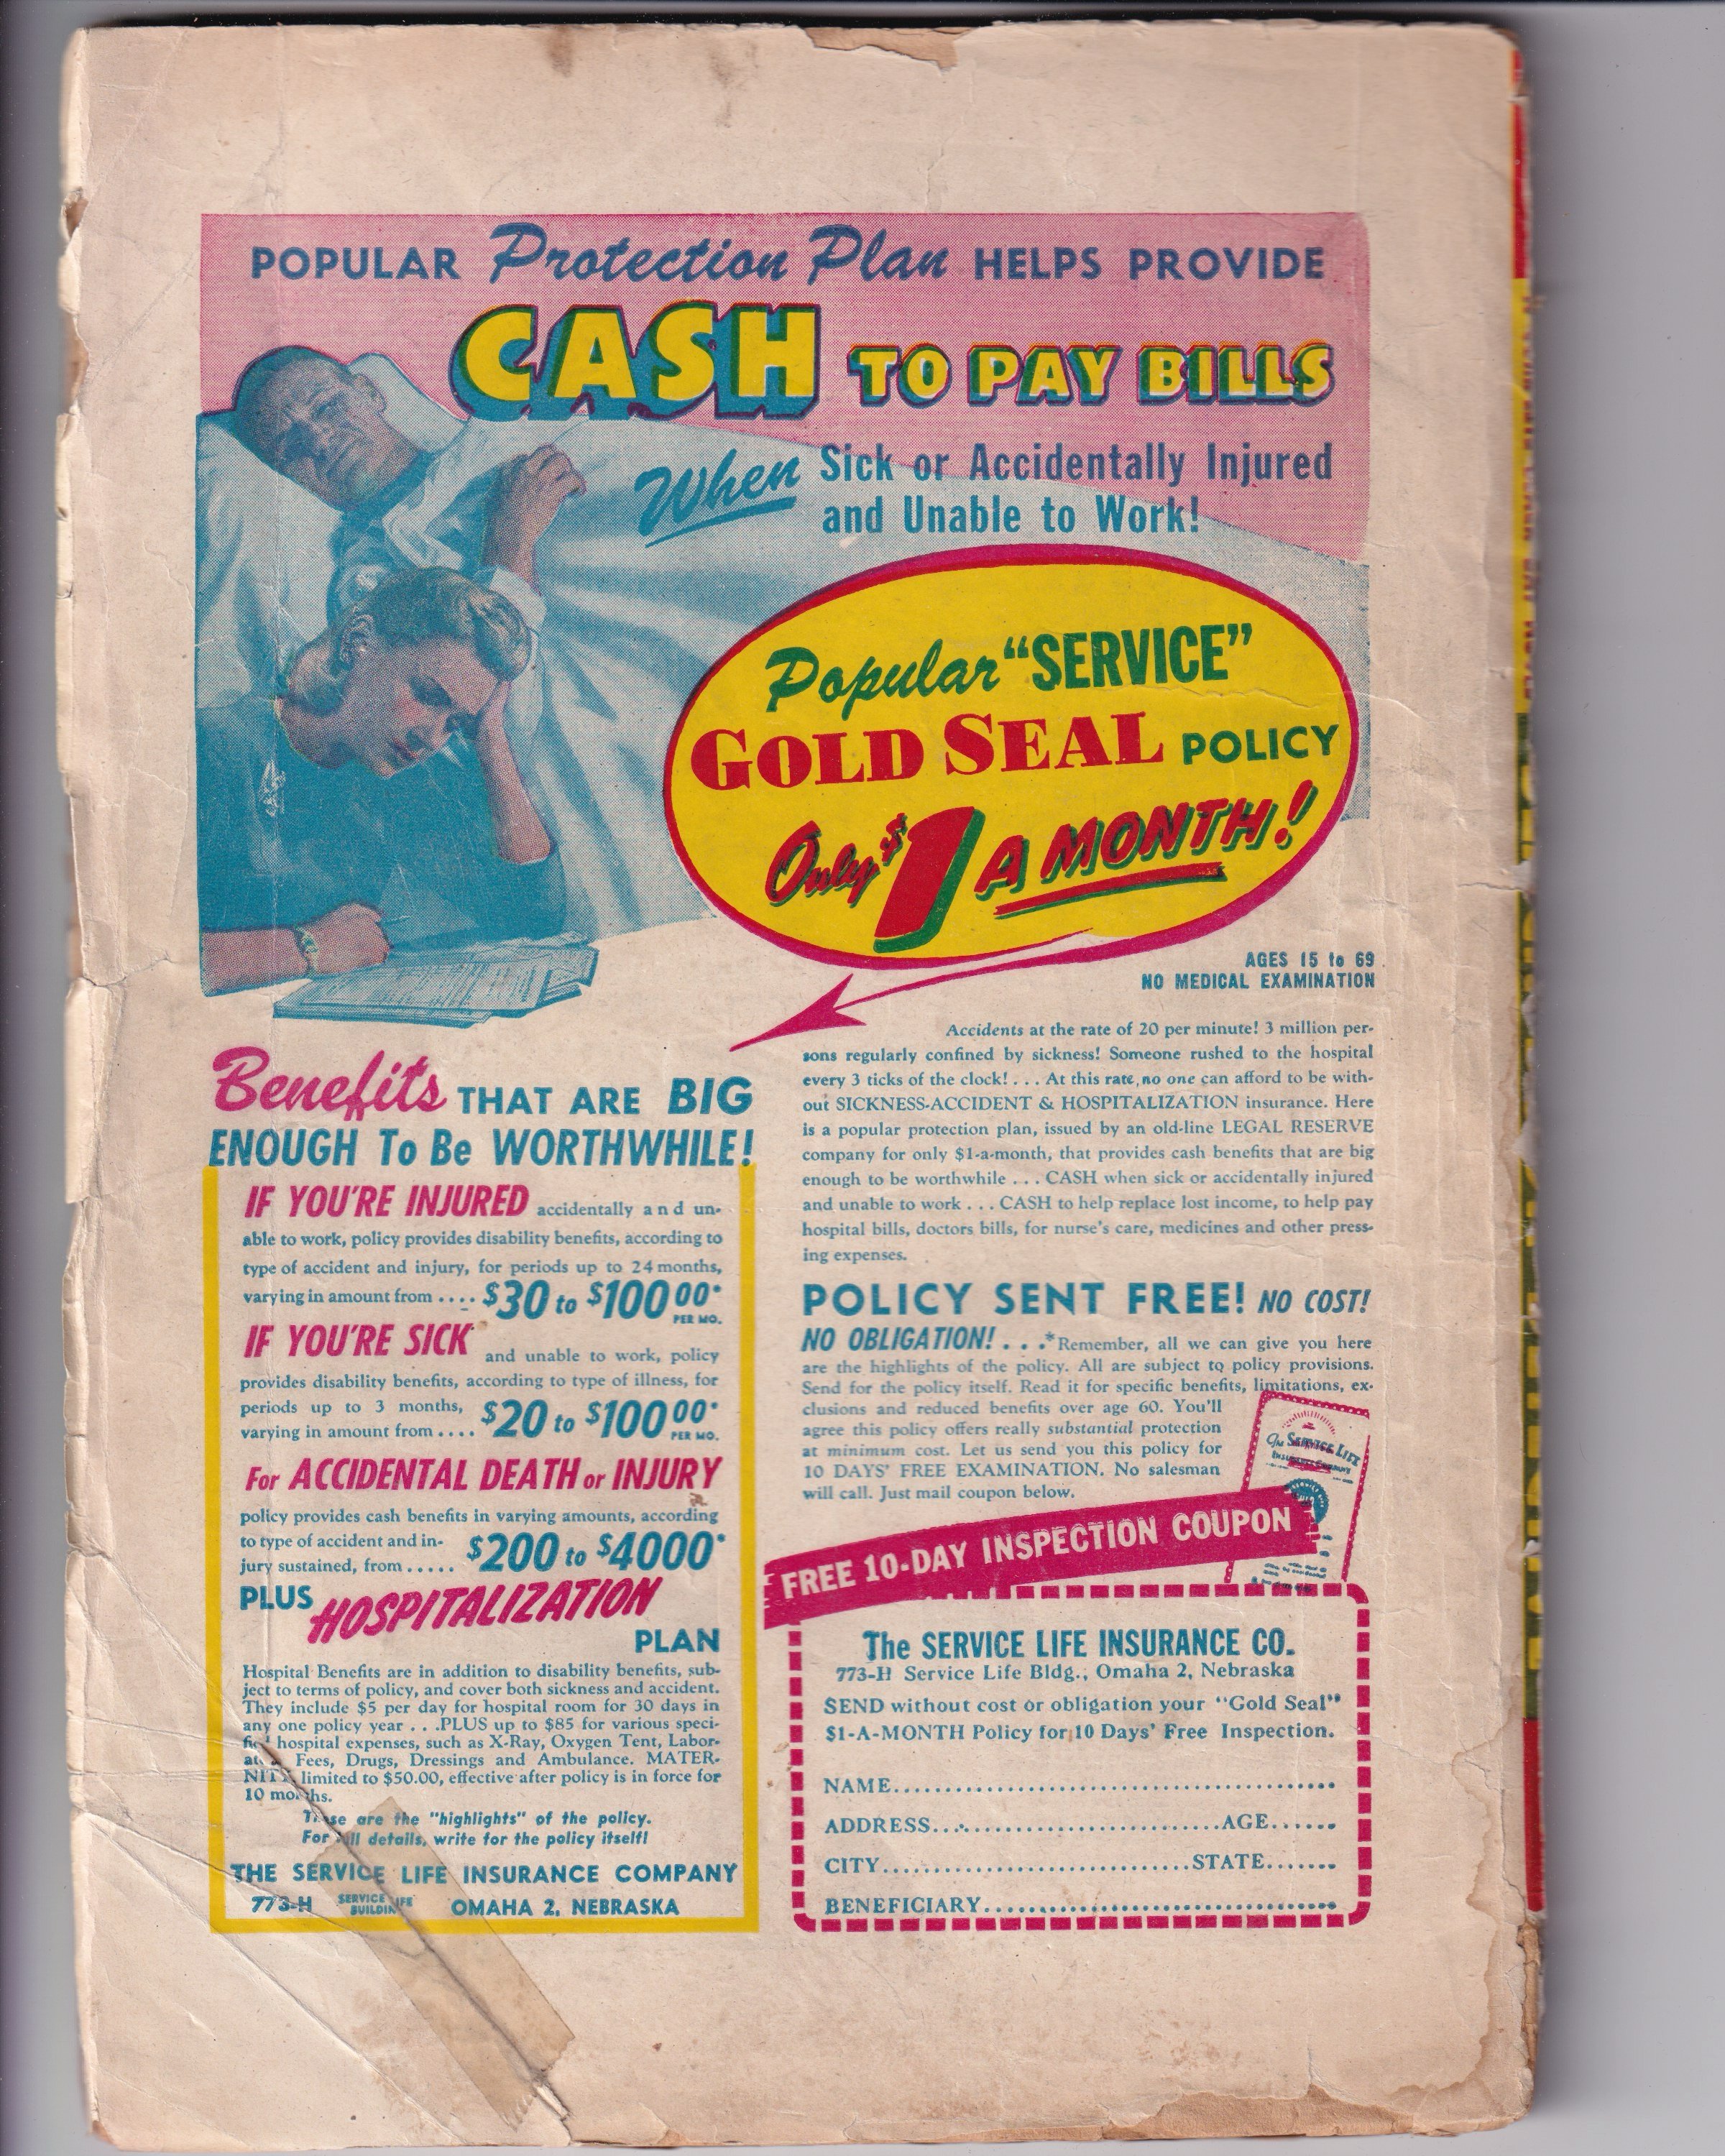 POPULAR Protection Plan HELPS PROVIDE
CASH TO PAY BILLS
When Sick or Accidentally Injured
and Unable to Work!
Popular "SERVICE"
GOLD SEAL POLICY
Only $1 A MONTH!
AGES 15 to 69
NO MEDICAL EXAMINATION
Benefits THAT ARE BIG
ENOUGH To Be WORTHWHILE!
IF YOU'RE INJURED accidentally and un-
able to work, policy provides disability benefits, according to
type of accident and injury, for periods up to 24 months,
varying in amount from .... $30 to $100.00*
PER MO.
IF YOU'RE SICK and unable to work, policy
provides disability benefits, according to type of illness, for
periods up to 3 months,
varying in amount from .... $20 to $100.00*
PER MO.
For ACCIDENTAL DEATH or INJURY
policy provides cash benefits in varying amounts, according
to type of accident and in-
jury sustained, from ..... $200 to $4000*
PLUS HOSPITALIZATION
PLAN
Hospital Benefits are in addition to disability benefits, sub-
ject to terms of policy, and cover both sickness and accident.
They include $5 per day for hospital room for 30 days in
any one policy year . . .PLUS up to $85 for various speci-
hospital expenses, such as X-Ray, Oxygen Tent, Labor-
Fees, Drugs, Dressings and Ambulance. MATER-
NITY limited to $50.00, effective after policy is in force for
10 months.
These are the "highlights" of the policy.
For full details, write for the policy itself!
THE SERVICE LIFE INSURANCE COMPANY
773-H SERVICE LIFE BUILDING OMAHA 2, NEBRASKA
Accidents at the rate of 20 per minute! 3 million per-
sons regularly confined by sickness! Someone rushed to the hospital
every 3 ticks of the clock! . . . At this rate, no one can afford to be with-
out SICKNESS-ACCIDENT & HOSPITALIZATION insurance. Here
is a popular protection plan, issued by an old-line LEGAL RESERVE
company for only $1-a-month, that provides cash benefits that are big
enough to be worthwhile . . . CASH when sick or accidentally injured
and unable to work . . . CASH to help replace lost income, to help pay
hospital bills, doctors bills, for nurse's care, medicines and other press-
ing expenses.
POLICY SENT FREE! NO COST!
NO OBLIGATION! . . .*Remember, all we can give you here
are the highlights of the policy. All are subject to policy provisions.
Send for the policy itself. Read it for specific benefits, limitations, ex-
clusions and reduced benefits over age 60. You'll
agree this policy offers really substantial protection
at minimum cost. Let us send you this policy for
10 DAYS' FREE EXAMINATION. No salesman
will call. Just mail coupon below.
The SERVICE LIFE
INSURANCE COMPANY
FREE 10-DAY INSPECTION COUPON
The SERVICE LIFE INSURANCE CO.
773-H Service Life Bldg., Omaha 2, Nebraska
SEND without cost or obligation your "Gold Seal"
$1-A-MONTH Policy for 10 Days' Free Inspection.
NAME..........................................
ADDRESS.............................AGE......
CITY................................STATE.......
BENEFICIARY...................................